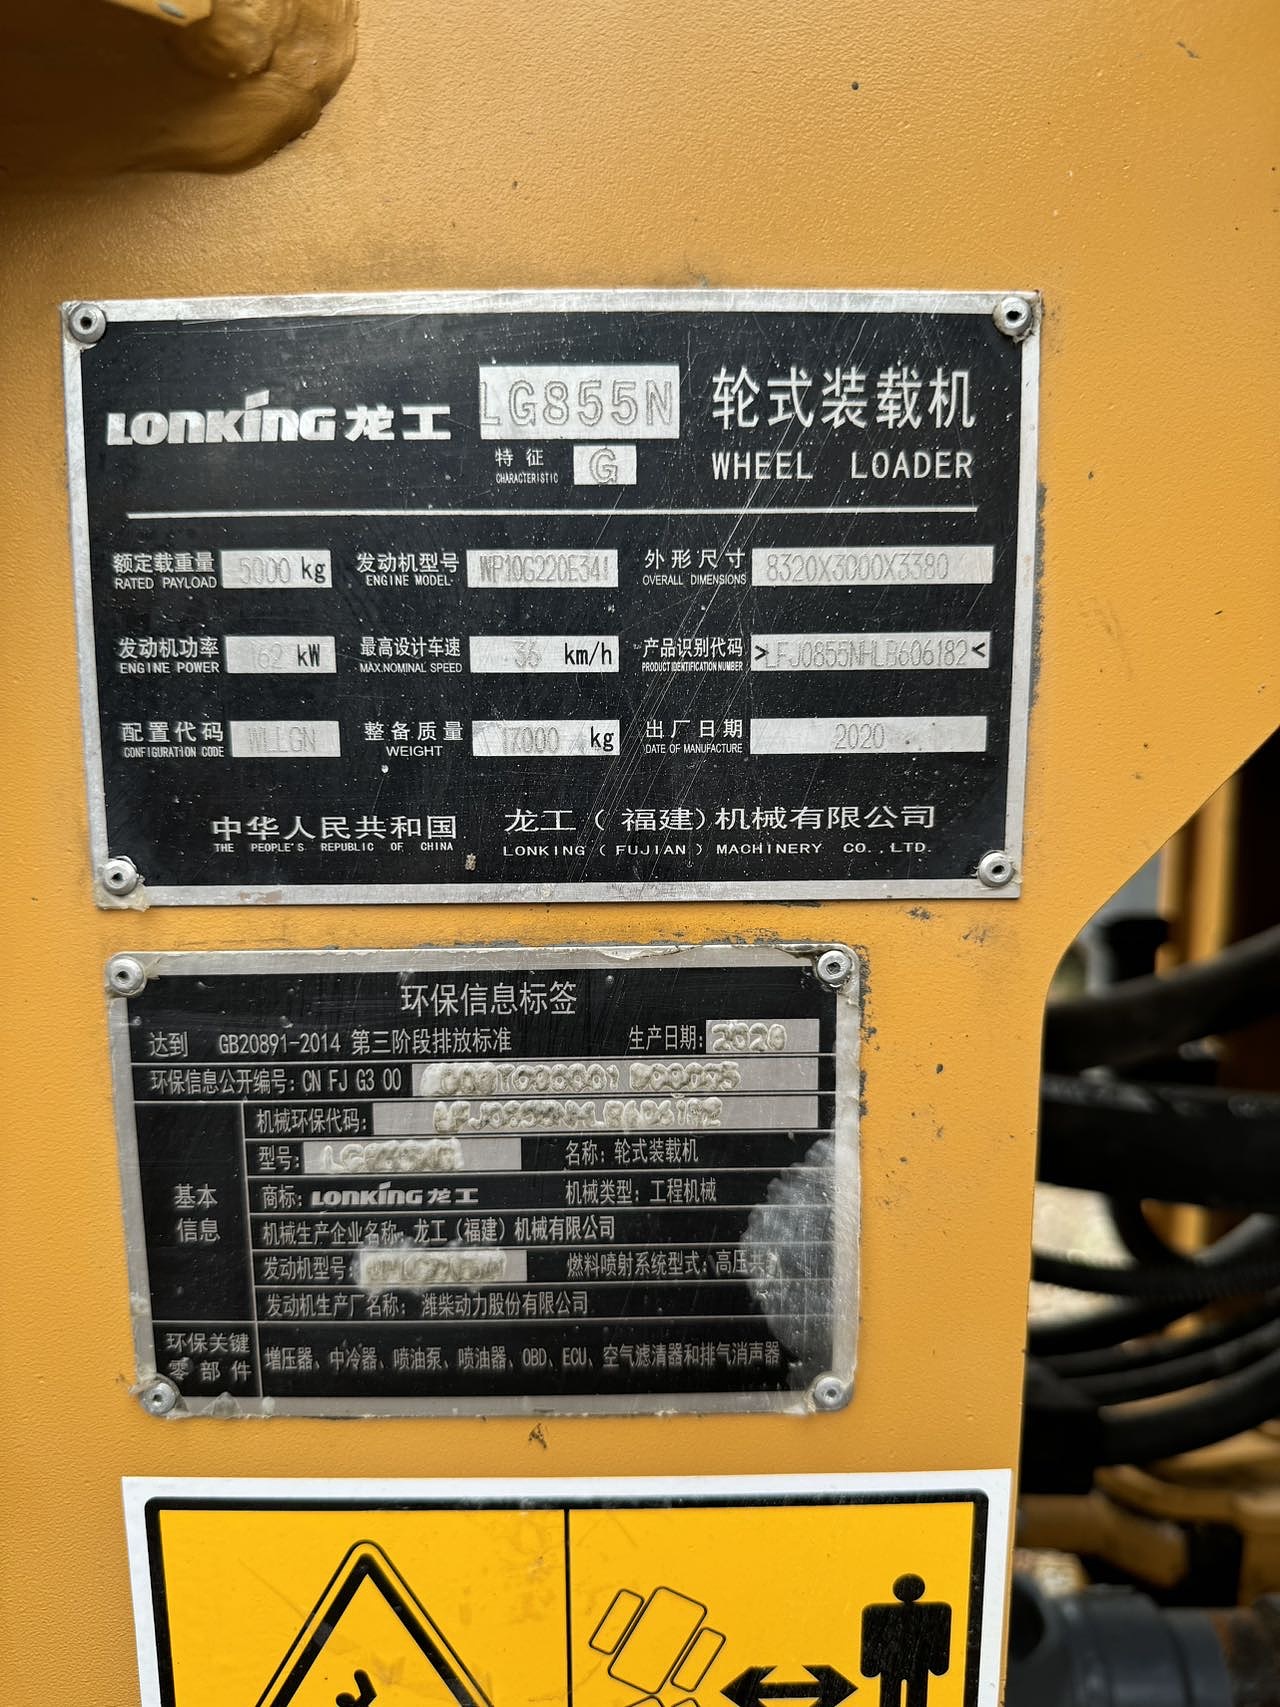 LONKING 龙工 LG855N 轮式装载机
特征 G WHEEL LOADER
CHARACTERISTIC
额定载重量 5000 kg 发动机型号 WP10G220E341 外形尺寸 8320X3000X3380
RATED PAYLOAD ENGINE MODEL OVERALL DIMENSIONS
发动机功率 162 kW 最高设计车速 36 km/h 产品识别代码 >LFJ0855NHLB606182<
ENGINE POWER MAX.NOMINAL SPEED PRODUCT IDENTIFICATION NUMBER
配置代码 WLLGN 整备质量 17000 kg 出厂日期 2020
CONFIGURATION CODE WEIGHT DATE OF MANUFACTURE
中华人民共和国 龙工（福建）机械有限公司
THE PEOPLE'S REPUBLIC OF CHINA LONKING ( FUJIAN ) MACHINERY CO.,LTD.
环保信息标签
达到 GB20891-2014 第三阶段排放标准 生产日期: 2020
环保信息公开编号: CN FJ G3 00
机械环保代码:
型号: 名称: 轮式装载机
基本信息 商标: LONKING 龙工 机械类型: 工程机械
机械生产企业名称: 龙工（福建）机械有限公司
发动机型号: 燃料喷射系统型式: 高压共
发动机生产厂名称: 潍柴动力股份有限公司
环保关键零部件 增压器、中冷器、喷油泵、喷油器、OBD、ECU、空气滤清器和排气消声器